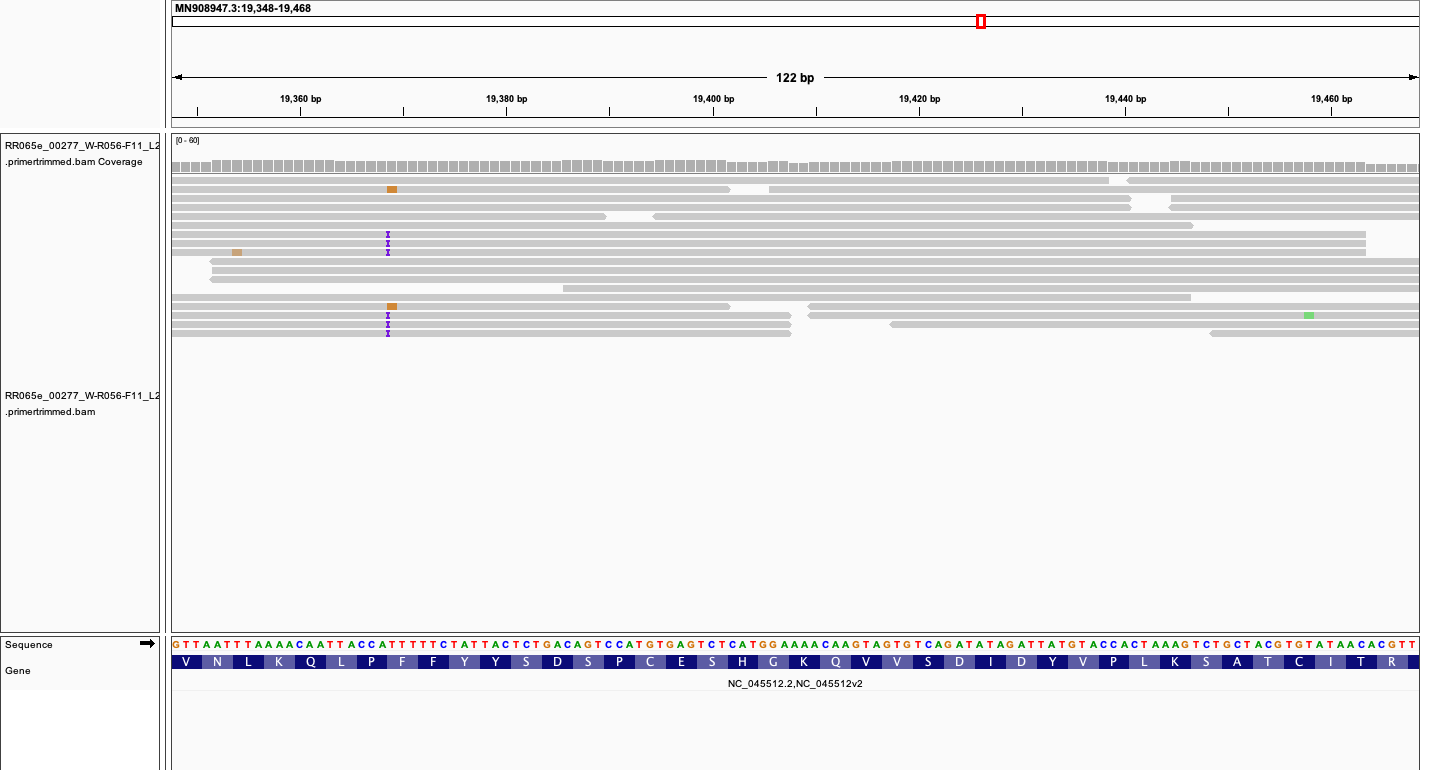 MN908947.3:19,348-19,468
122 bp
19,360 bp 19,380 bp 19,400 bp 19,420 bp 19,440 bp 19,460 bp
RR065e_00277_W-R056-F11_L2
.primertrimmed.bam Coverage
[0 - 60]
RR065e_00277_W-R056-F11_L2
.primertrimmed.bam
Sequence
GTTAATTTAAAACAATTACCATTTTTCTATTACTCTGACAGTCCATGTGAGTCTCATGGAAAACAAGTAGTGTCAGATATAGATTATGTACCACTAAAGTCTGCTACGTGTATAACACGTT
Gene
V N L K Q L P F F Y Y S D S P C E S H G K Q V V S D I D Y V P L K S A T C I T R
NC_045512.2,NC_045512v2